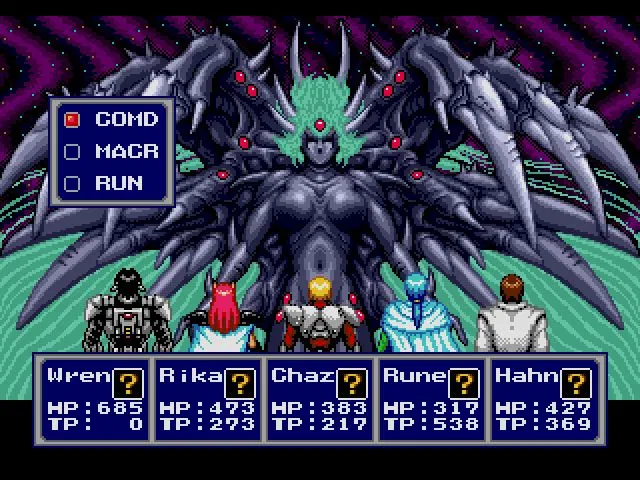 COMD
MACR
RUN
Wren ? Rika ? Chaz ? Rune ? Hahn ?
HP:685 HP:473 HP:383 HP:317 HP:427
TP: 0 TP:273 TP:217 TP:538 TP:369